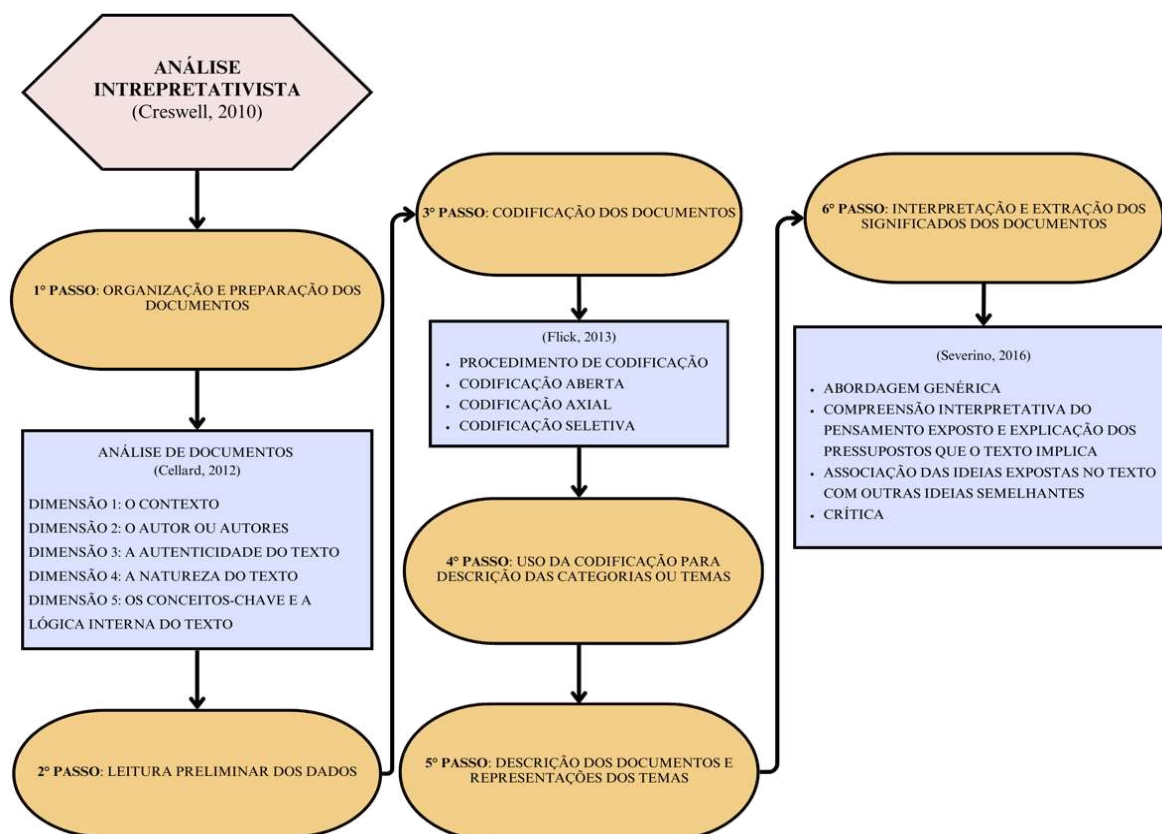 ANÁLISE
INTREPRETATIVISTA
(Creswell, 2010)
1° PASSO: ORGANIZAÇÃO E PREPARAÇÃO DOS
DOCUMENTOS
ANÁLISE DE DOCUMENTOS
(Cellard, 2012)
DIMENSÃO 1: O CONTEXTO
DIMENSÃO 2: O AUTOR OU AUTORES
DIMENSÃO 3: A AUTENTICIDADE DO TEXTO
DIMENSÃO 4: A NATUREZA DO TEXTO
DIMENSÃO 5: OS CONCEITOS-CHAVE E A
LÓGICA INTERNA DO TEXTO
2° PASSO: LEITURA PRELIMINAR DOS DADOS
3° PASSO: CODIFICAÇÃO DOS DOCUMENTOS
(Flick, 2013)
• PROCEDIMENTO DE CODIFICAÇÃO
• CODIFICAÇÃO ABERTA
• CODIFICAÇÃO AXIAL
• CODIFICAÇÃO SELETIVA
4° PASSO: USO DA CODIFICAÇÃO PARA
DESCRIÇÃO DAS CATEGORIAS OU TEMAS
5° PASSO: DESCRIÇÃO DOS DOCUMENTOS E
REPRESENTAÇÕES DOS TEMAS
6° PASSO: INTERPRETAÇÃO E EXTRAÇÃO DOS
SIGNIFICADOS DOS DOCUMENTOS
(Severino, 2016)
• ABORDAGEM GENÉRICA
• COMPREENSÃO INTERPRETATIVA DO
PENSAMENTO EXPOSTO E EXPLICAÇÃO DOS
PRESSUPOSTOS QUE O TEXTO IMPLICA
• ASSOCIAÇÃO DAS IDEIAS EXPOSTAS NO TEXTO
COM OUTRAS IDEIAS SEMELHANTES
• CRÍTICA